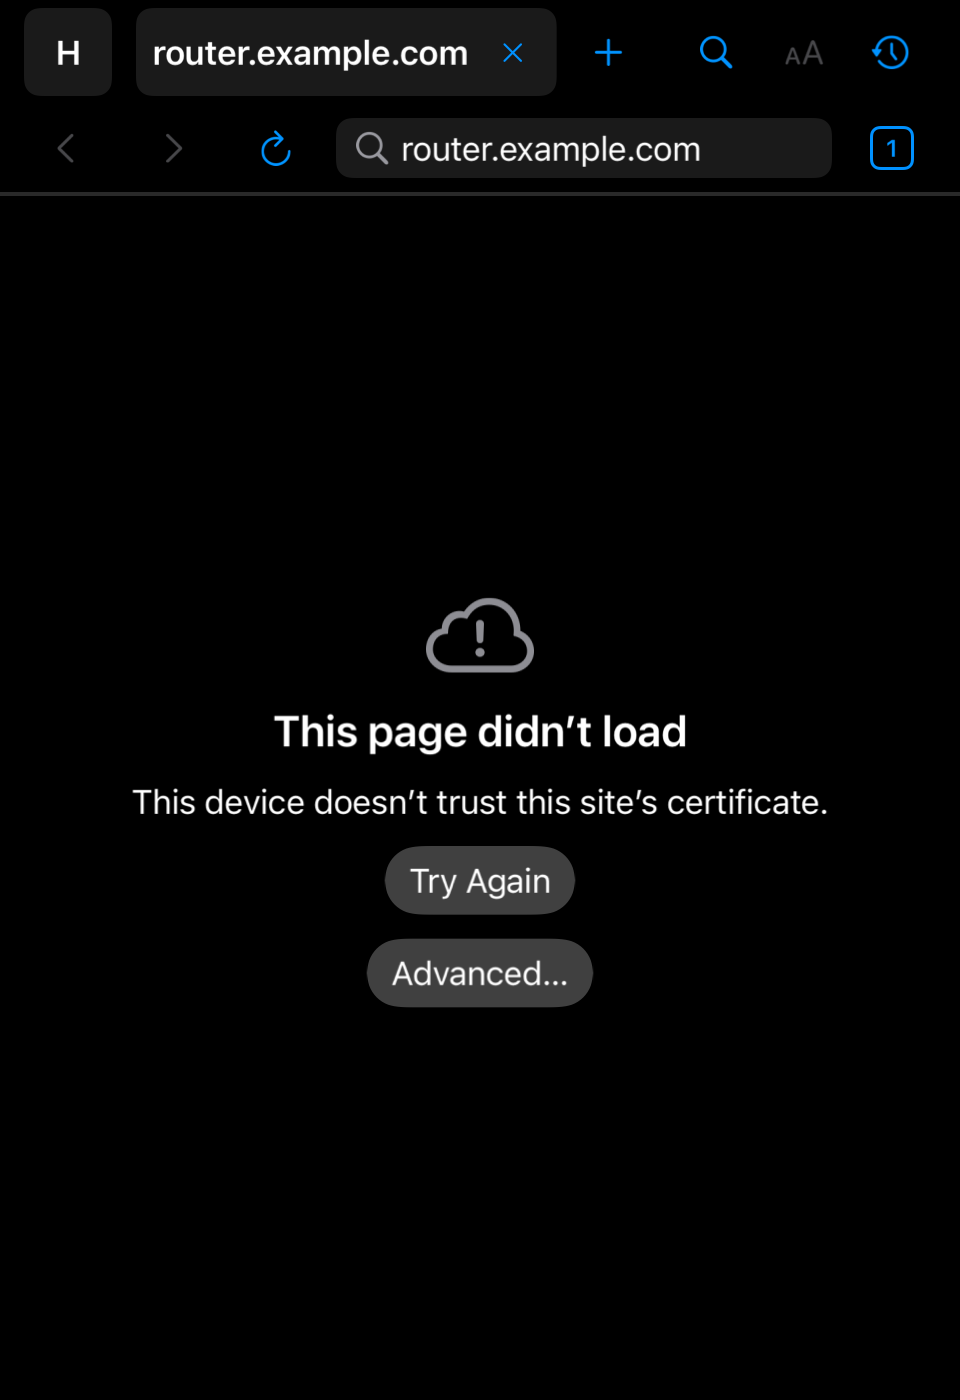 H
router.example.com
AA
router.example.com
1
This page didn’t load
This device doesn’t trust this site’s certificate.
Try Again
Advanced...